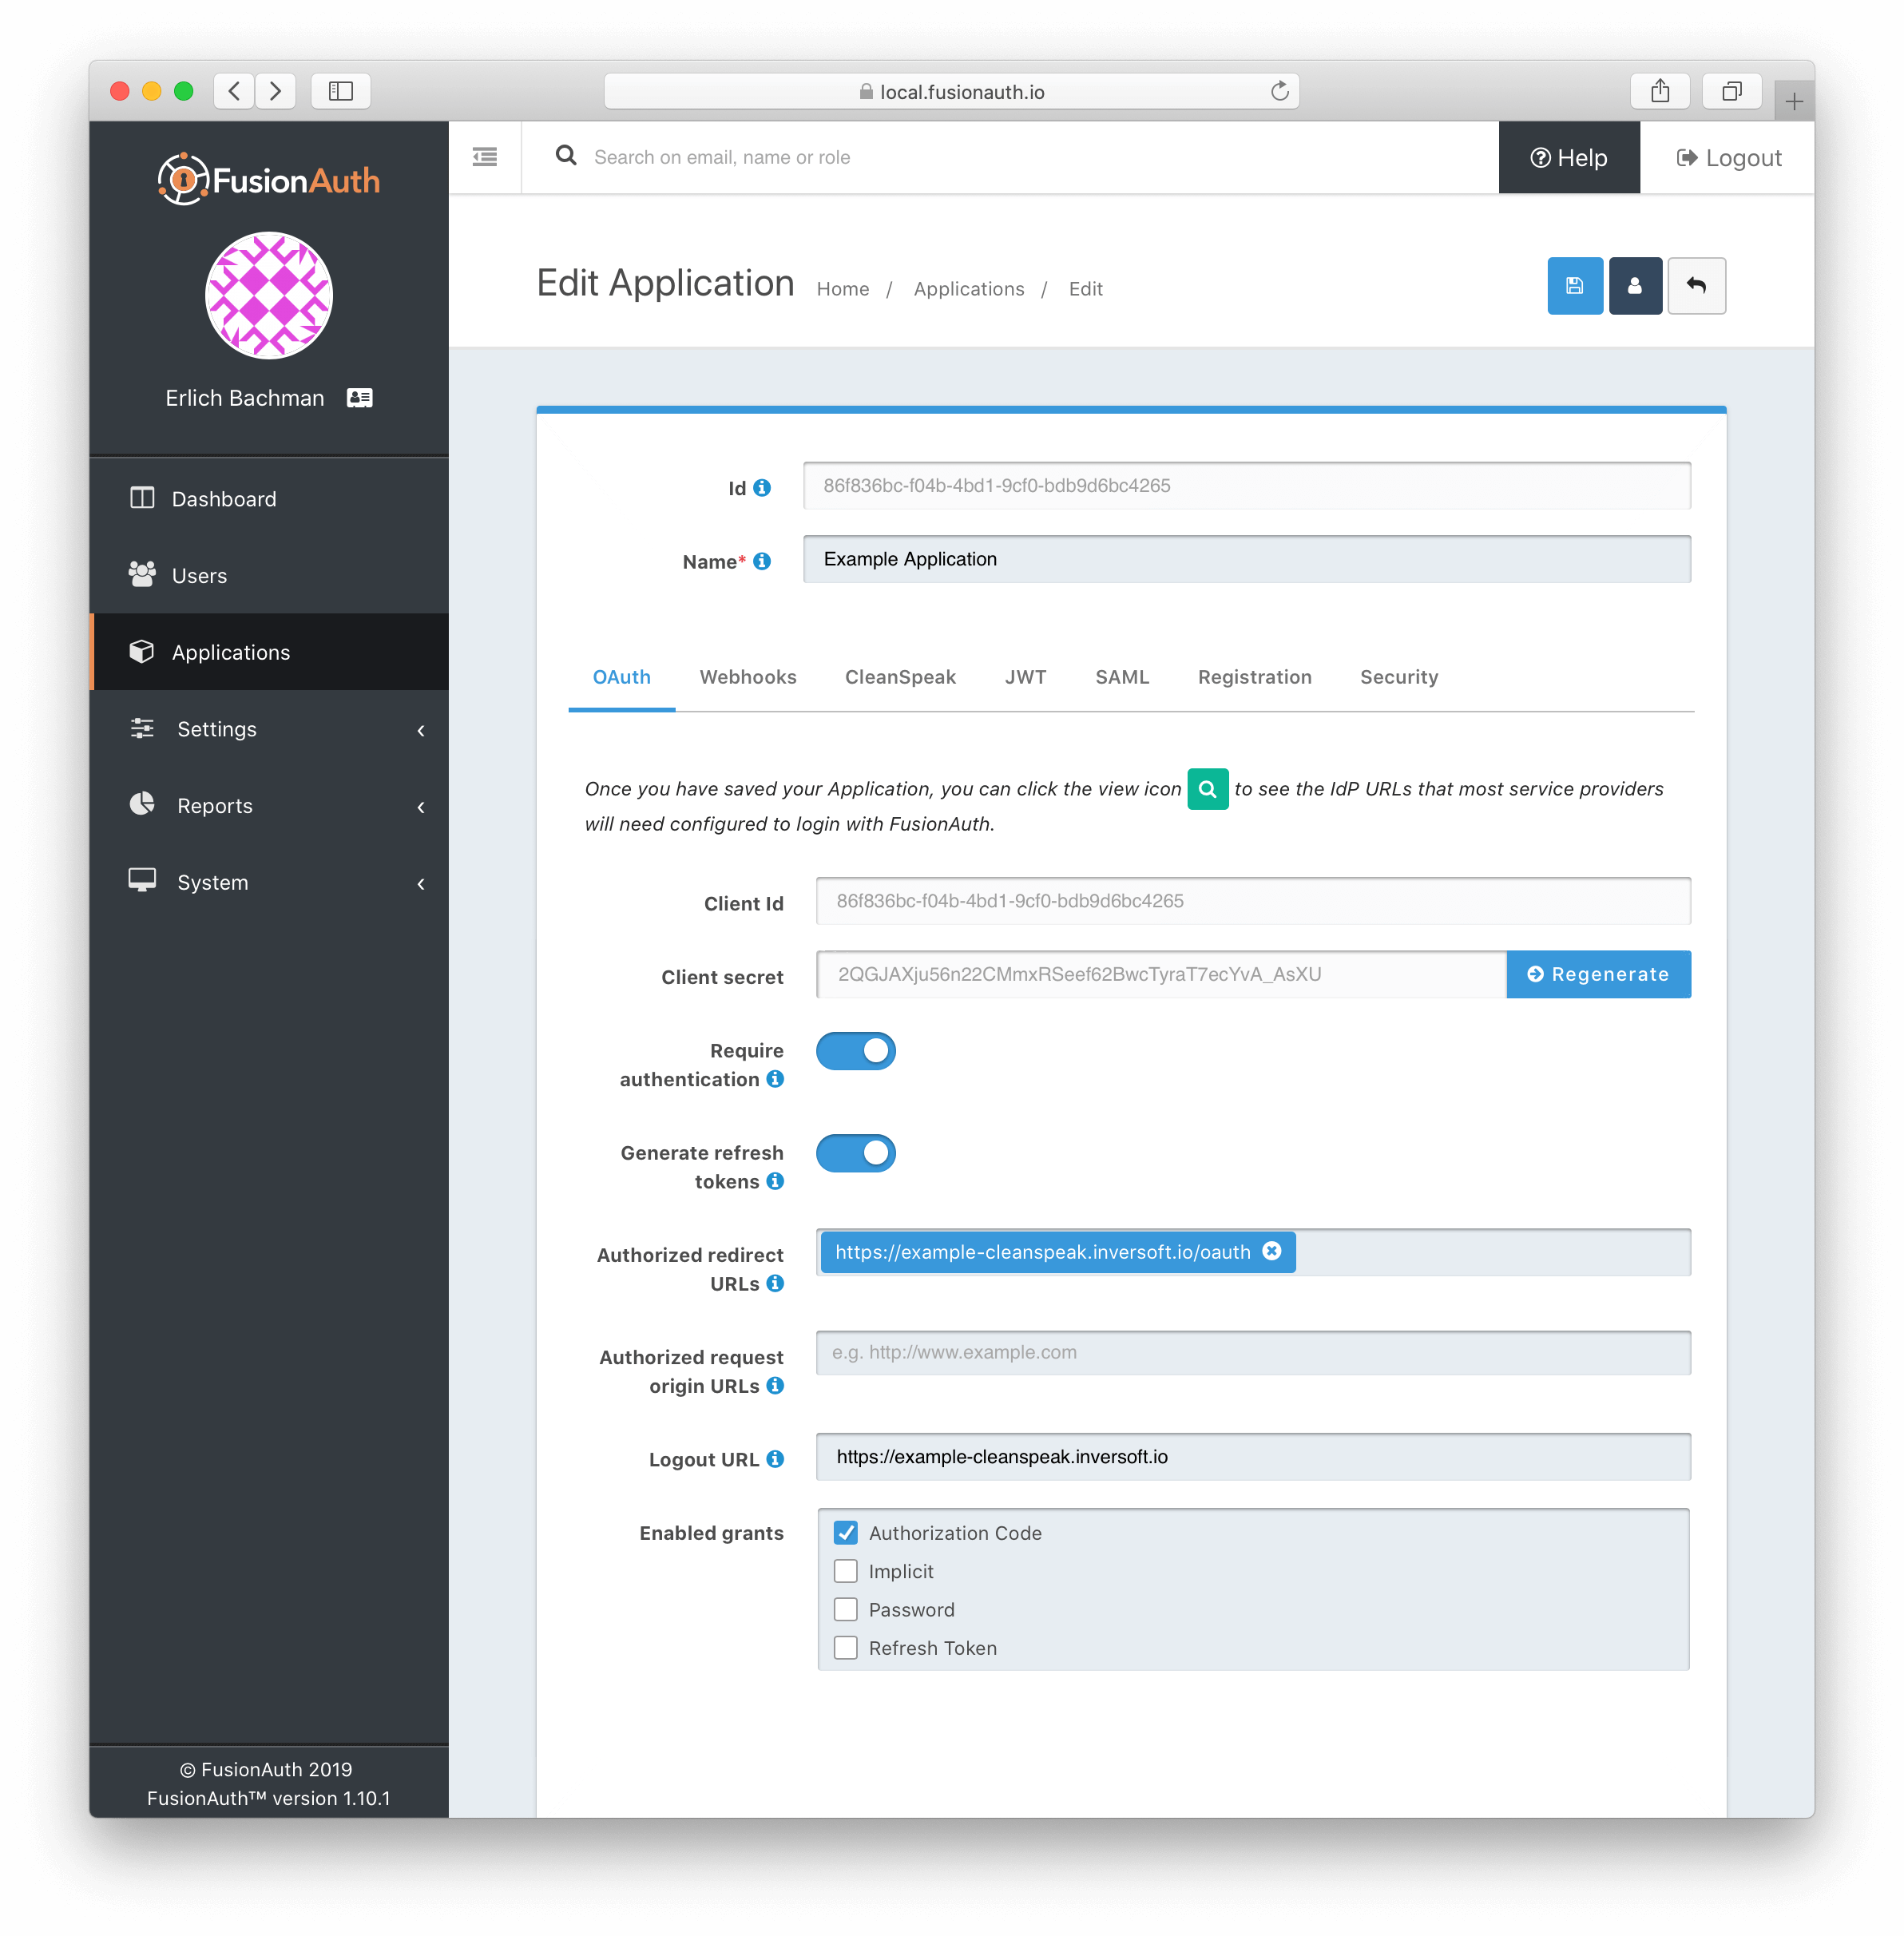 local.fusionauth.io
FusionAuth
Search on email, name or role
Help
Logout
Erlich Bachman
Dashboard
Users
Applications
Settings
Reports
System
© FusionAuth 2019
FusionAuth™ version 1.10.1
Edit Application
Home / Applications / Edit
Id
86f836bc-f04b-4bd1-9cf0-bdb9d6bc4265
Name*
Example Application
OAuth Webhooks CleanSpeak JWT SAML Registration Security
Once you have saved your Application, you can click the view icon to see the IdP URLs that most service providers
will need configured to login with FusionAuth.
Client Id
86f836bc-f04b-4bd1-9cf0-bdb9d6bc4265
Client secret
2QGJAXju56n22CMmxRSeef62BwcTyraT7ecYvA_AsXU
Regenerate
Require
authentication
Generate refresh
tokens
Authorized redirect
URLs
https://example-cleanspeak.inversoft.io/oauth
Authorized request
origin URLs
e.g. http://www.example.com
Logout URL
https://example-cleanspeak.inversoft.io
Enabled grants
Authorization Code
Implicit
Password
Refresh Token